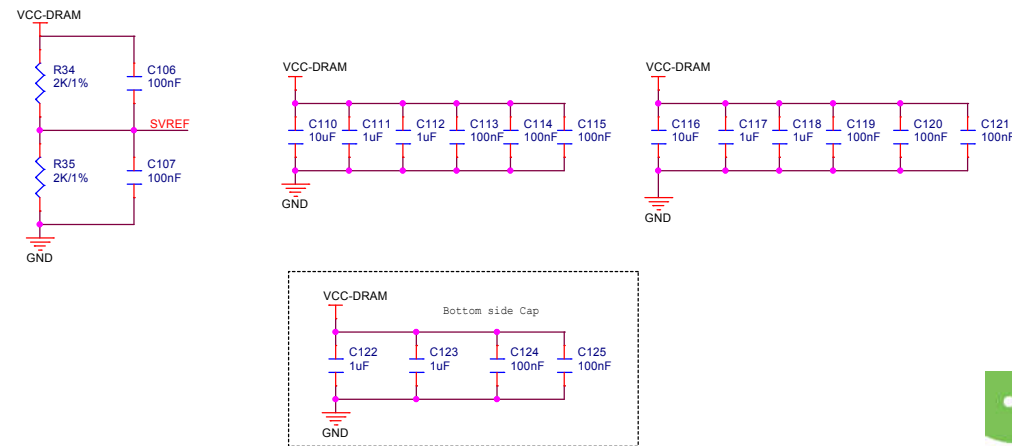 VCC-DRAM
R34
2K/1%
C106
100nF
SVREF
R35
2K/1%
C107
100nF
GND
VCC-DRAM
C110
10uF
C111
1uF
C112
1uF
C113
100nF
C114
100nF
C115
100nF
GND
VCC-DRAM
C116
10uF
C117
1uF
C118
1uF
C119
100nF
C120
100nF
C121
100nF
GND
VCC-DRAM
Bottom side Cap
C122
1uF
C123
1uF
C124
100nF
C125
100nF
GND